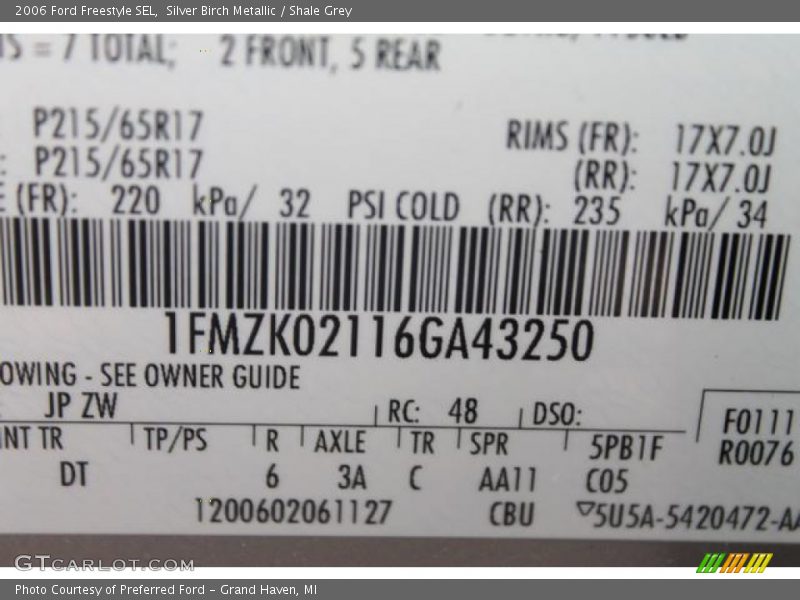 2006 Ford Freestyle SEL,  Silver Birch Metallic / Shale Grey
= 7 TOTAL;  2 FRONT, 5 REAR
P215/65R17 RIMS (FR): 17X7.0J
P215/65R17 (RR): 17X7.0J
(FR): 220 kPa/ 32 PSI COLD (RR): 235 kPa/ 34
1FMZK02116GA43250
OWING - SEE OWNER GUIDE
JP ZW RC: 48 DSO: F0111
INT TR TP/PS R AXLE TR SPR 5PB1F R0076
DT 6 3A C AA11 C05
1200602061127 CBU ▽5U5A-5420472-AA
GTCarLot.com
Photo Courtesy of Preferred Ford – Grand Haven, MI